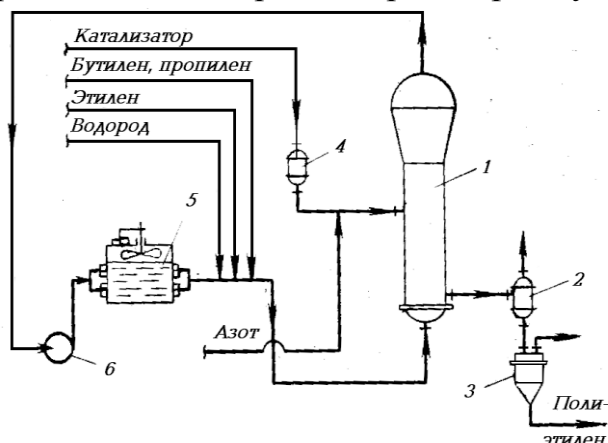 Катализатор
Бутилен, пропилен
Этилен
Водород
4
1
5
2
Азот
6
3
Поли-
этилен